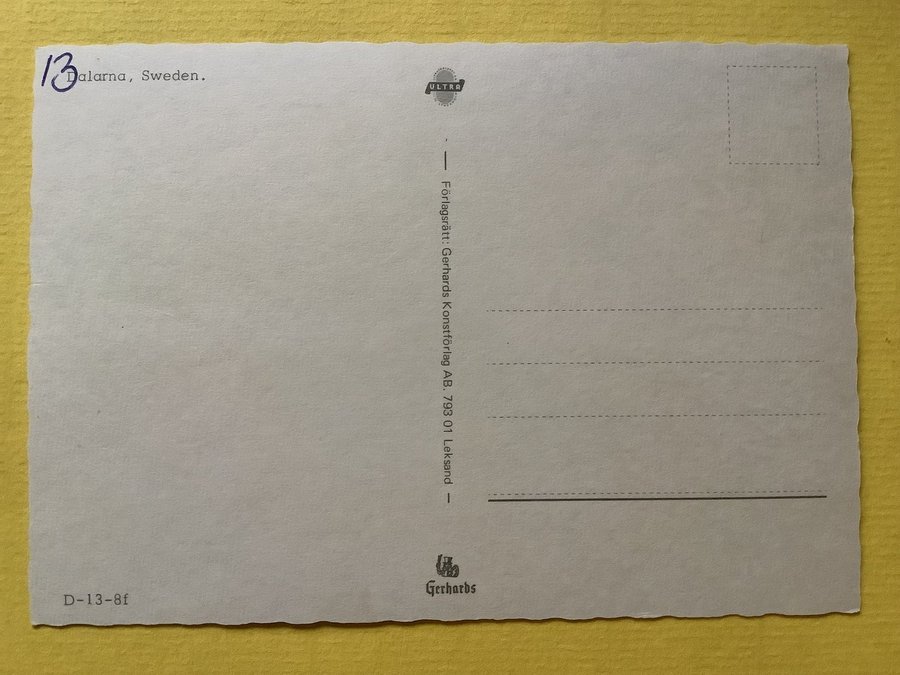 13
Dalarna, Sweden.
ULTRA
Förlagsrätt: Gerhards Konstförlag AB. 793 01 Leksand
Gerhards
D-13-8f